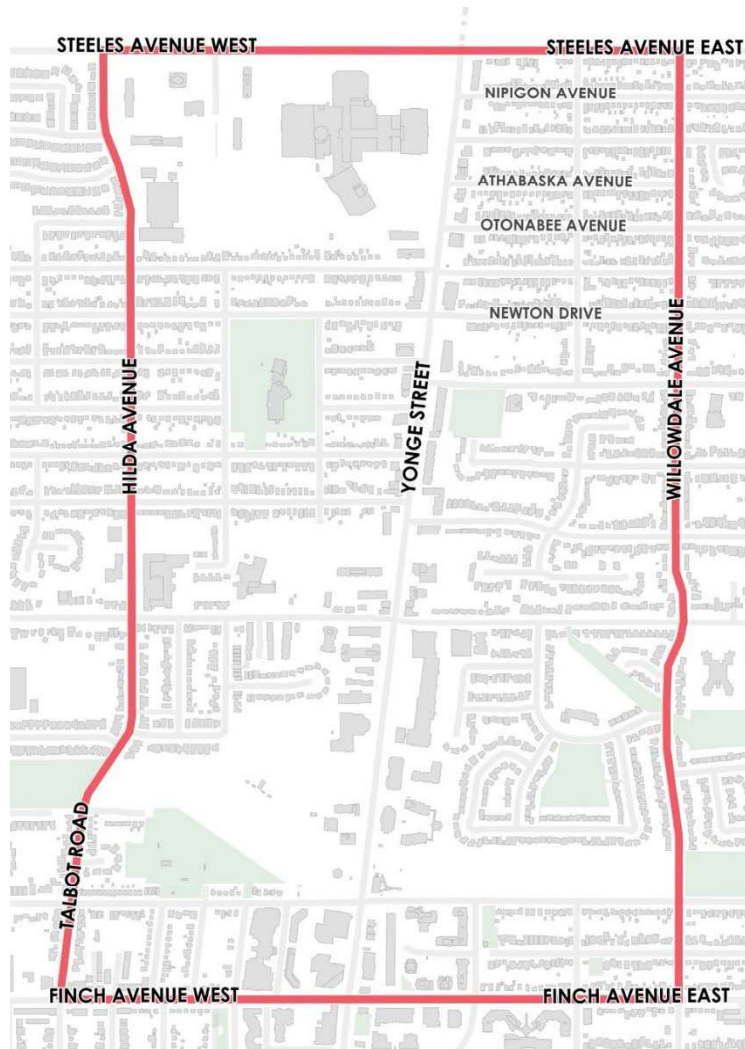 STEELES AVENUE WEST
STEELES AVENUE EAST
NIPIGON AVENUE
ATHABASKA AVENUE
OTONABEE AVENUE
NEWTON DRIVE
HILDA AVENUE
YONGE STREET
WILLOWDALE AVENUE
TALBOT ROAD
FINCH AVENUE WEST
FINCH AVENUE EAST